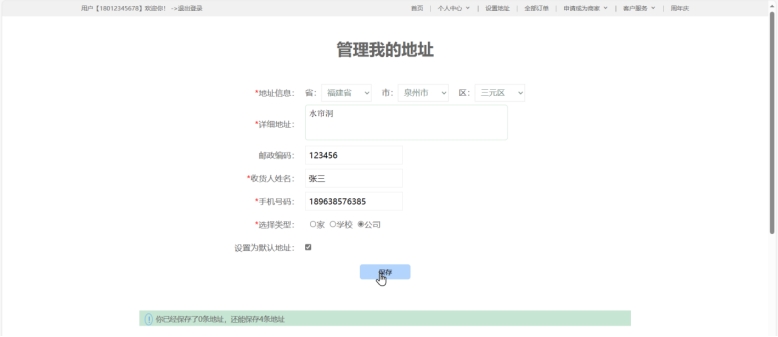 用户【18012345678】欢迎你! ->退出登录 首页 | 个人中心 | 设置地址 | 全部订单 | 申请成为商家 | 客户服务 | 周年庆
管理我的地址
*地址信息: 省: 福建省 市: 泉州市 区: 三元区
*详细地址: 水帘洞
邮政编码: 123456
*收货人姓名: 张三
*手机号码: 189638576385
*选择类型: 家 学校 公司
设置为默认地址:
保存
你已经保存了0条地址，还能保存4条地址